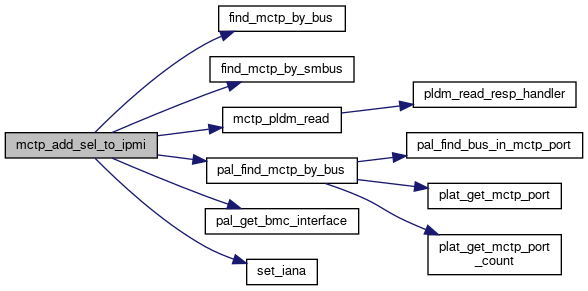 find_mctp_by_bus
find_mctp_by_smbus
pldm_read_resp_handler
mctp_pldm_read
mctp_add_sel_to_ipmi
pal_find_bus_in_mctp_port
pal_find_mctp_by_bus
plat_get_mctp_port
pal_get_bmc_interface
plat_get_mctp_port
_count
set_iana